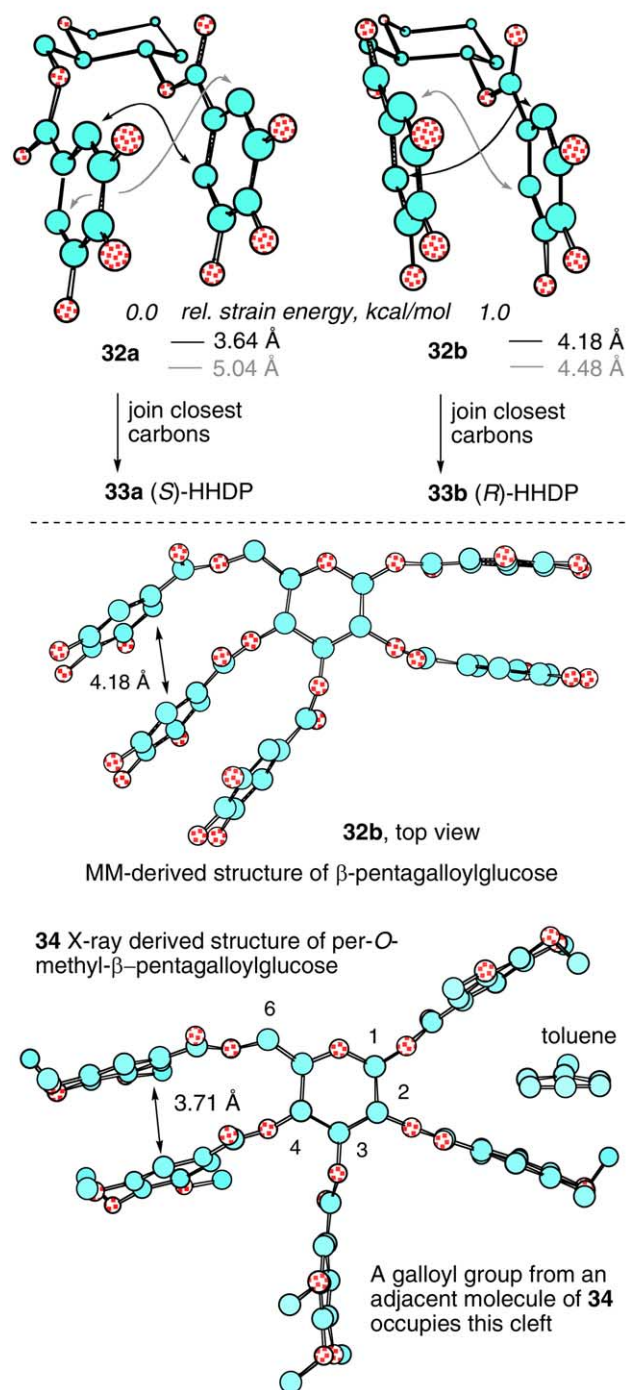 0.0 rel. strain energy, kcal/mol 1.0
32a
3.64 Å
5.04 Å
32b
4.18 Å
4.48 Å
join closest
carbons
join closest
carbons
33a (S)-HHDP
33b (R)-HHDP
4.18 Å
32b, top view
MM-derived structure of β-pentagalloylglucose
34 X-ray derived structure of per-O-
methyl-β–pentagalloylglucose
6
1
toluene
3.71 Å
2
4
3
A galloyl group from an
adjacent molecule of 34
occupies this cleft